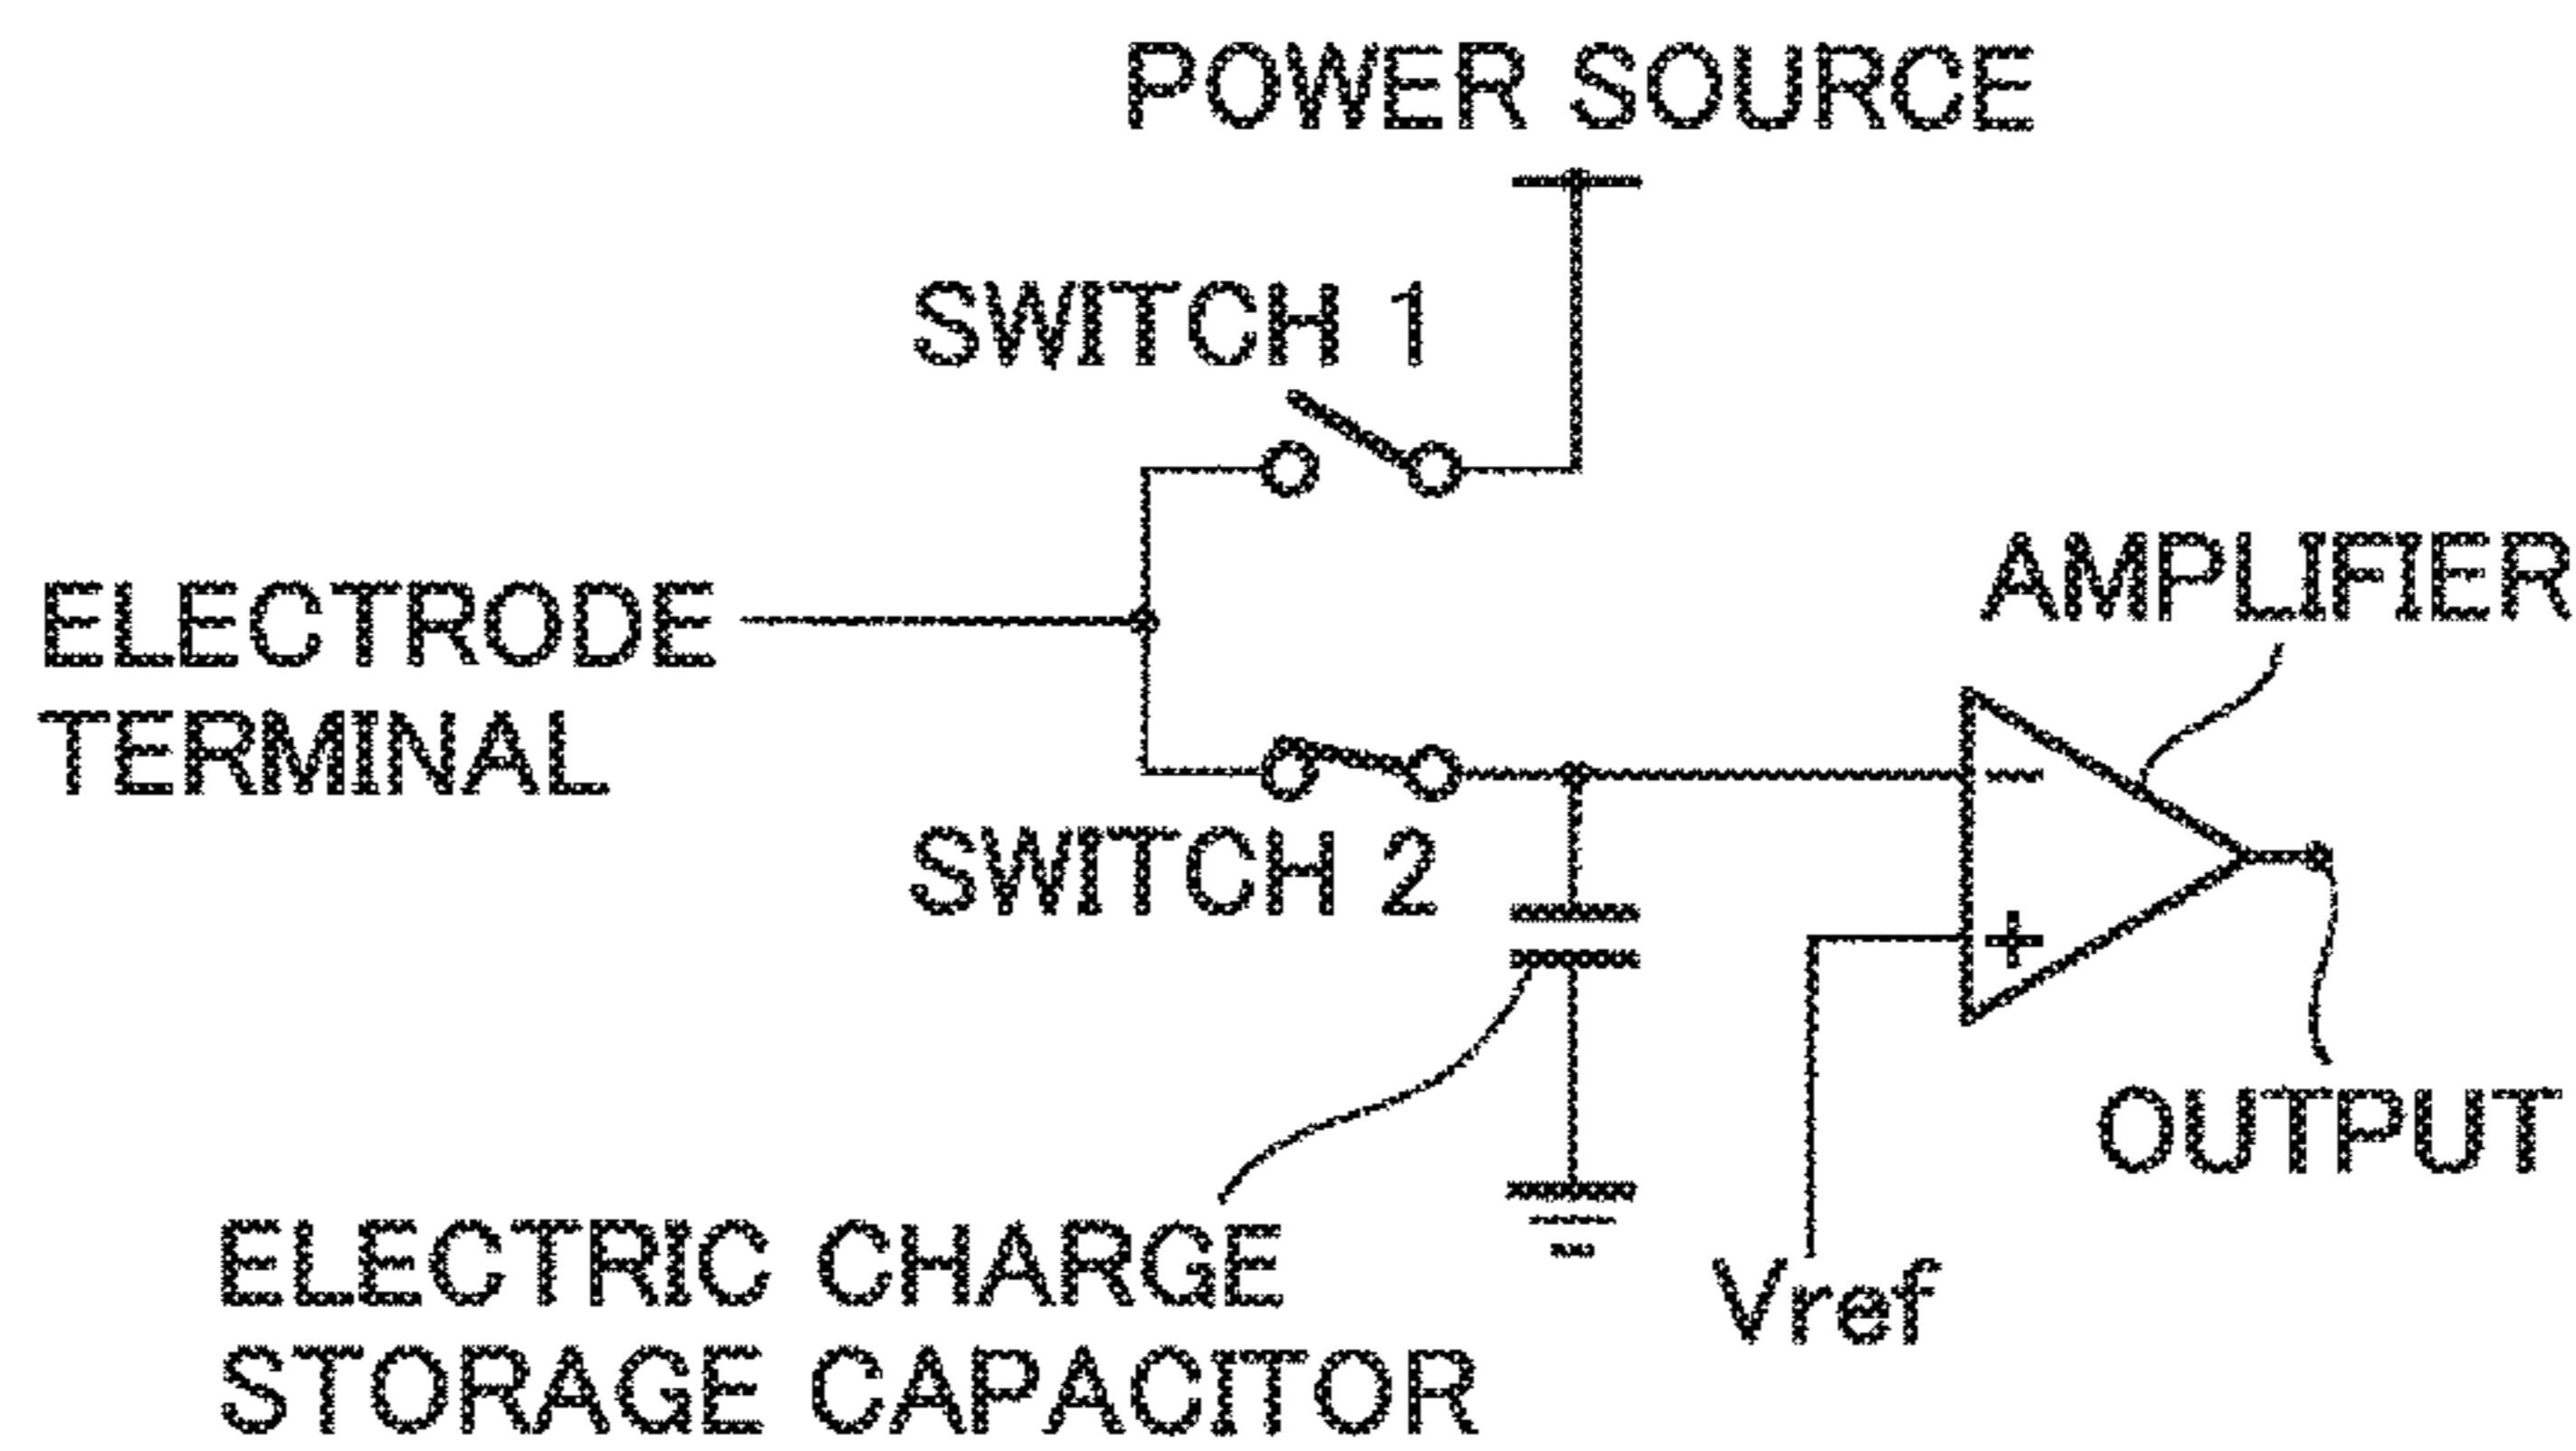 POWER SOURCE
SWITCH 1
ELECTRODE
TERMINAL
AMPLIFIER
−
SWITCH 2
+
OUTPUT
ELECTRIC CHARGE
STORAGE CAPACITOR
Vref